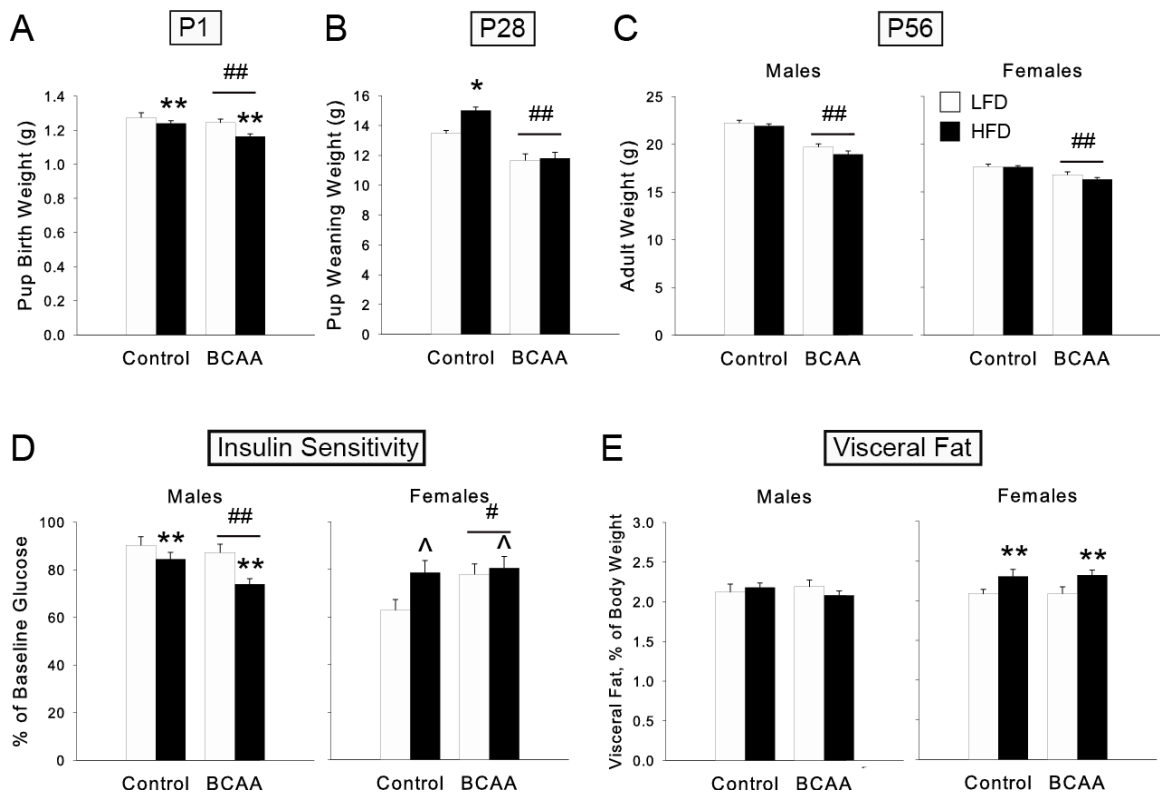 A
P1
Pup Birth Weight (g)
1.4
1.2
1.0
0.8
0.6
0.4
0.2
0.0
**
##
**
Control
BCAA
B
P28
Pup Weaning Weight (g)
16
14
12
10
8
6
4
2
0
*
##
Control
BCAA
C
P56
Males
Females
Adult Weight (g)
25
20
15
10
5
0
##
LFD
HFD
##
Control
BCAA
Control
BCAA
D
Insulin Sensitivity
Males
Females
% of Baseline Glucose
100
80
60
40
20
0
**
##
**
^
#
^
Control
BCAA
Control
BCAA
E
Visceral Fat
Males
Females
Visceral Fat, % of Body Weight
3.0
2.5
2.0
1.5
1.0
0.5
0.0
**
**
Control
BCAA
Control
BCAA